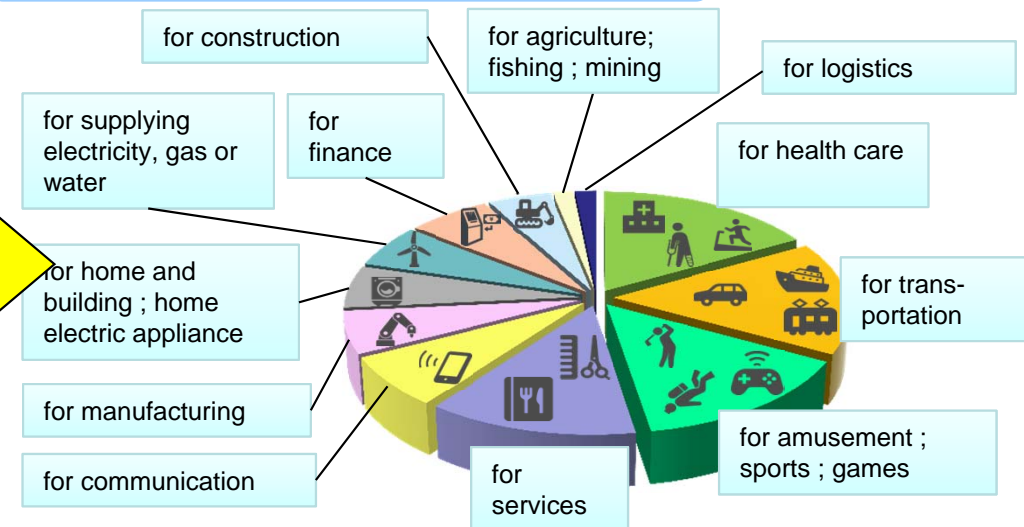 for construction
for agriculture;
fishing ; mining
for logistics
for supplying
electricity, gas or
water
for
finance
for health care
for home and
building ; home
electric appliance
for trans-
portation
for manufacturing
for amusement ;
sports ; games
for communication
for
services